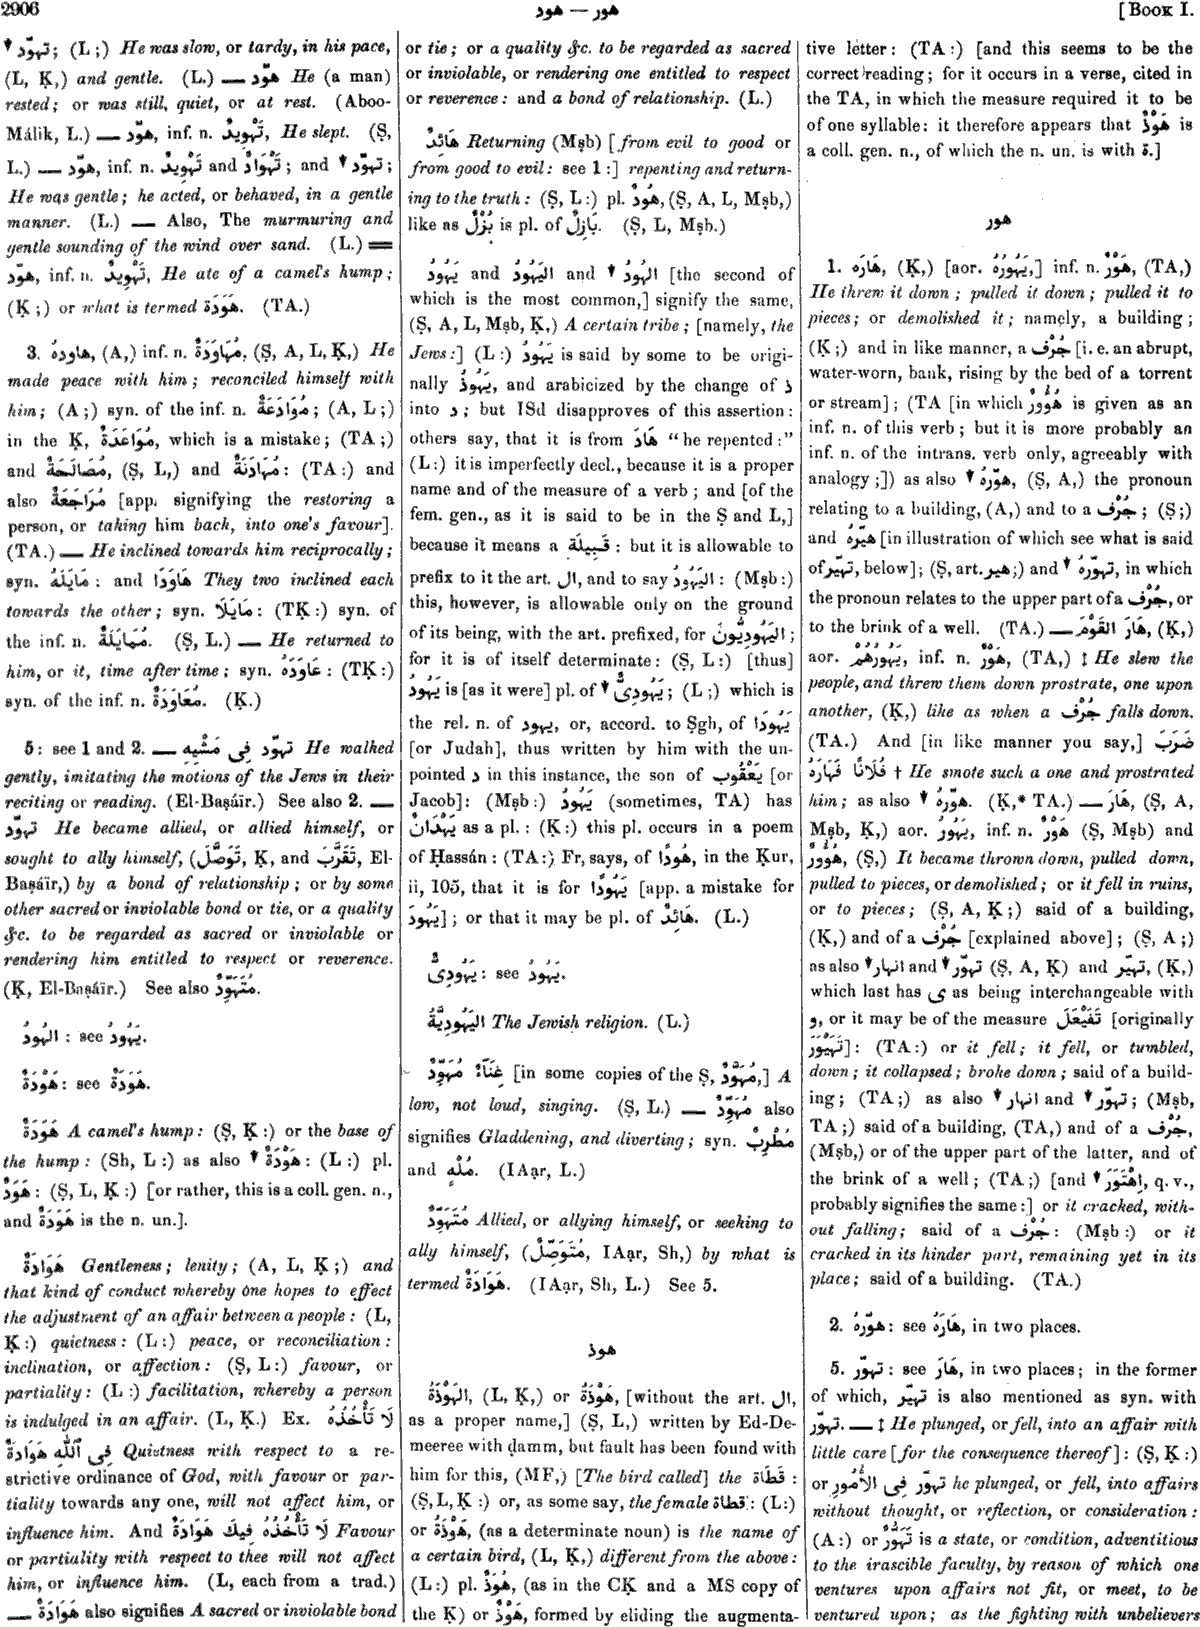 2906
هود — هور
[Book I.
▼ تهوّد; (L;) He was slow, or tardy, in his pace,
(L, Ḳ,) and gentle. (L.) — هوّد He (a man)
rested; or was still, quiet, or at rest. (Aboo-
Málik, L.) — هوّد, inf. n. تَهْوِيدٌ, He slept. (Ṣ,
L.) — هوّد, inf. n. تَهْوِيدٌ and تَهْوَادٌ; and ▼ تهوّد;
He was gentle; he acted, or behaved, in a gentle
manner. (L.) — Also, The murmuring and
gentle sounding of the wind over sand. (L.) =
هوّد, inf. n. تَهْوِيدٌ, He ate of a camel's hump;
(Ḳ;) or what is termed هَوَدَة. (TA.)
3. هاودهُ, (A,) inf. n. مُهَاوَدَةٌ, (Ṣ, A, L, Ḳ,) He
made peace with him; reconciled himself with
him; (A;) syn. of the inf. n. مُوَادَعَةٌ; (A, L;)
in the Ḳ, مُوَاعَدَةٌ, which is a mistake; (TA;)
and مُصَالَحَةٌ, (Ṣ, L,) and مُهَادَنَةٌ: (TA:) and
also مُرَاجَعَةٌ [app. signifying the restoring a
person, or taking him back, into one's favour].
(TA.) — He inclined towards him reciprocally;
syn. مَايَلَهُ: and هَاوَدَا They two inclined each
towards the other; syn. مَايَلَا: (TḲ:) syn. of
the inf. n. مُمَايَلَةٌ. (Ṣ, L.) — He returned to
him, or it, time after time; syn. عَاوَدَهُ: (TḲ:)
syn. of the inf. n. مُعَاوَدَةٌ. (Ḳ.)
5: see 1 and 2. — تهوّد فِى مَشْيِهِ He walked
gently, imitating the motions of the Jews in their
reciting or reading. (El-Baṣáïr.) See also 2. —
تهوّد He became allied, or allied himself, or
sought to ally himself, (تَوَصَّلَ, Ḳ, and تَقَرَّبَ, El-
Baṣáïr,) by a bond of relationship; or by some
other sacred or inviolable bond or tie, or a quality
&c. to be regarded as sacred or inviolable or
rendering him entitled to respect or reverence.
(Ḳ, El-Baṣáïr.) See also مُتَهَوِّدٌ.
الهُودُ : see يَهُودُ.
هَوْدَةٌ: see هَوَدَةٌ.
هَوَدَةٌ A camel's hump: (Ṣ, Ḳ:) or the base of
the hump: (Sh, L:) as also ▼ هَوْدَةٌ: (L:) pl.
هَوَدٌ: (Ṣ, L, Ḳ:) [or rather, this is a coll. gen. n.,
and هَوَدَةٌ is the n. un.].
هَوَادَةٌ Gentleness; lenity; (A, L, Ḳ;) and
that kind of conduct whereby one hopes to effect
the adjustment of an affair between a people: (L,
Ḳ:) quietness: (L:) peace, or reconciliation:
inclination, or affection: (Ṣ, L:) favour, or
partiality: (L:) facilitation, whereby a person
is indulged in an affair. (L, Ḳ.) Ex. لَا تَأْخُذُهُ
فِى ٱللّٰهِ هَوَادَةٌ Quietness with respect to a re-
strictive ordinance of God, with favour or par-
tiality towards any one, will not affect him, or
influence him. And لَا تَأْخُذُهُ فِيكَ هَوَادَةٌ Favour
or partiality with respect to thee will not affect
him, or influence him. (L, each from a trad.)
— هَوَادَةٌ also signifies A sacred or inviolable bond
or tie; or a quality &c. to be regarded as sacred
or inviolable, or rendering one entitled to respect
or reverence: and a bond of relationship. (L.)
هَائِدٌ Returning (Mṣb) [from evil to good or
from good to evil: see 1:] repenting and return-
ing to the truth: (Ṣ, L:) pl. هُودٌ, (Ṣ, A, L, Mṣb,)
like as بُزْلٌ is pl. of بَازِلٌ. (Ṣ, L, Mṣb.)
يَهُودُ and اليَهُودُ and ▼ الهُودُ [the second of
which is the most common,] signify the same,
(Ṣ, A, L, Mṣb, Ḳ,) A certain tribe; [namely, the
Jews:] (L:) يَهُودُ is said by some to be origi-
nally يَهُوذُ, and arabicized by the change of ذ
into د; but ISd disapproves of this assertion:
others say, that it is from هَادَ "he repented:"
(L:) it is imperfectly decl., because it is a proper
name and of the measure of a verb; and [of the
fem. gen., as it is said to be in the Ṣ and L,]
because it means a قَبِيلَة: but it is allowable to
prefix to it the art. ال, and to say اليَهُودُ: (Mṣb:)
this, however, is allowable only on the ground
of its being, with the art. prefixed, for اليَهُودِيُّونَ;
for it is of itself determinate: (Ṣ, L:) [thus]
يَهُودُ is [as it were] pl. of ▼ يَهُودِىٌّ; (L;) which is
the rel. n. of يهود, or, accord. to Ṣgh, of يَهُودَا
[or Judah], thus written by him with the un-
pointed د in this instance, the son of يَعْقُوب [or
Jacob]: (Mṣb:) يَهُودُ (sometimes, TA) has
يَهْدَانٌ as a pl.: (Ḳ:) this pl. occurs in a poem
of Ḥassán: (TA:) Fr, says, of هُودًا, in the Ḳur,
ii, 105, that it is for يَهُودًا [app. a mistake for
يَهُودَ]; or that it may be pl. of هَائِدٌ. (L.)
يَهُودِىٌّ: see يَهُودُ.
اليَهُودِيَّةُ The Jewish religion. (L.)
غِنَآءٌ مُهَوِّدٌ [in some copies of the Ṣ, مُهَوَّدٌ,] A
low, not loud, singing. (Ṣ, L.) — مُهَوِّدٌ also
signifies Gladdening, and diverting; syn. مُطْرِبٌ
and مُلْهٍ. (IAạr, L.)
مُتَهَوِّدٌ Allied, or allying himself, or seeking to
ally himself, (مُتَوَصِّلٌ, IAạr, Sh,) by what is
termed هَوَادَةٌ. (IAạr, Sh, L.) See 5.
هوذ
الهَوْذَةُ, (L, Ḳ,) or هَوْذَةُ, [without the art. ال,
as a proper name,] (Ṣ, L,) written by Ed-De-
meeree with ḍamm, but fault has been found with
him for this, (MF,) [The bird called] the قَطَاة:
(Ṣ, L, Ḳ:) or, as some say, the female قطاة: (L:)
or هَوْذَةُ, (as a determinate noun) is the name of
a certain bird, (L, Ḳ,) different from the above:
(L:) pl. هُوَذٌ, (as in the CḲ and a MS copy of
the Ḳ) or هَوْذٌ, formed by eliding the augmenta-
tive letter: (TA:) [and this seems to be the
correct reading; for it occurs in a verse, cited in
the TA, in which the measure required it to be
of one syllable: it therefore appears that هَوْذٌ is
a coll. gen. n., of which the n. un. is with ة.]
هور
1. هَارَهُ, (Ḳ,) [aor. يَهُورُهُ,] inf. n. هَوْرٌ, (TA,)
He threw it down; pulled it down; pulled it to
pieces; or demolished it; namely, a building;
(Ḳ;) and in like manner, a جُرْف [i. e. an abrupt,
water-worn, bank, rising by the bed of a torrent
or stream]; (TA [in which هُؤُورٌ is given as an
inf. n. of this verb; but it is more probably an
inf. n. of the intrans. verb only, agreeably with
analogy;]) as also ▼ هوّرهُ, (Ṣ, A,) the pronoun
relating to a building, (A,) and to a جُرْف; (Ṣ;)
and هيّرهُ [in illustration of which see what is said
of تهيّر, below]; (Ṣ, art. هير;) and ▼ تهوّرهُ, in which
the pronoun relates to the upper part of a جُرْف, or
to the brink of a well. (TA.) — هَارَ القَوْمَ, (Ḳ,)
aor. يَهُورُهُمْ, inf. n. هَوْرٌ, (TA,) ‡ He slew the
people, and threw them down prostrate, one upon
another, (Ḳ,) like as when a جُرْف falls down.
(TA.) And [in like manner you say,] ضَرَبَ
فُلَانًا فَهَارَهُ † He smote such a one and prostrated
him; as also ▼ هوّرهُ. (Ḳ,* TA.) — هَارَ, (Ṣ, A,
Mṣb, Ḳ,) aor. يَهُورُ, inf. n. هَوْرٌ (Ṣ, Mṣb) and
هُؤُورٌ, (Ṣ,) It became thrown down, pulled down,
pulled to pieces, or demolished; or it fell in ruins,
or to pieces; (Ṣ, A, Ḳ;) said of a building,
(Ḳ,) and of a جُرْف [explained above]; (Ṣ, A;)
as also ▼ انهار and ▼ تهوّر (Ṣ, A, Ḳ) and تهيّر, (Ḳ,)
which last has ى as being interchangeable with
و, or it may be of the measure تَفَيْعَلَ [originally
تَهَيْوَرَ]: (TA:) or it fell; it fell, or tumbled,
down; it collapsed; broke down; said of a build-
ing; (TA;) as also ▼ انهار and ▼ تهوّر; (Mṣb,
TA;) said of a building, (TA,) and of a جُرْف,
(Mṣb,) or of the upper part of the latter, and of
the brink of a well; (TA;) [and ▼ اِهْتَوَرَ, q. v.,
probably signifies the same:] or it cracked, with-
out falling; said of a جُرْف: (Mṣb:) or it
cracked in its hinder part, remaining yet in its
place; said of a building. (TA.)
2. هوّرهُ: see هَارَهُ, in two places.
5. تهوّر: see هَارَ, in two places; in the former
of which, تهيّر is also mentioned as syn. with
تهوّر. — ‡ He plunged, or fell, into an affair with
little care [for the consequence thereof]: (Ṣ, Ḳ:)
or تهوّر فِى الأُمُورِ he plunged, or fell, into affairs
without thought, or reflection, or consideration:
(A:) or تَهَوُّرٌ is a state, or condition, adventitious
to the irascible faculty, by reason of which one
ventures upon affairs not fit, or meet, to be
ventured upon; as the fighting with unbelievers